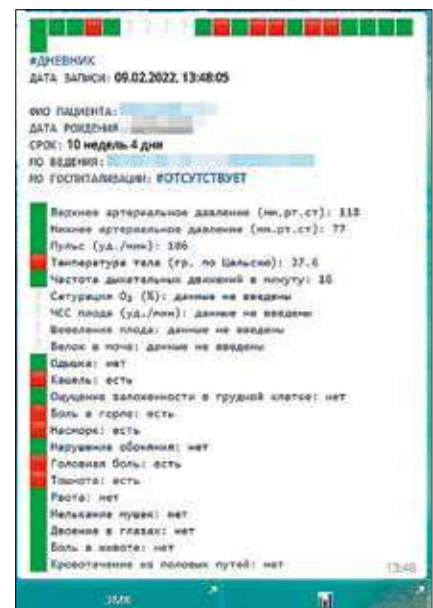 ? ? ? ?
#ДНЕВНИК
ДАТА ЗАПИСИ: 09.02.2022, 13:48:05
ФИО ПАЦИЕНТА:
ДАТА РОЖДЕНИЯ:
СРОК: 10 недель 4 дня
МО ВЕДЕНИЯ:
МО ГОСПИТАЛИЗАЦИИ: #ОТСУТСТВУЕТ
Верхнее артериальное давление (мм.рт.ст): 118
Нижнее артериальное давление (мм.рт.ст): 77
Пульс (уд./мин): 106
Температура тела (гр. по Цельсию): 37.6
Частота дыхательных движений в минуту: 16
? Сатурация O₂ (%): данные не введены
? ЧСС плода (уд./мин): данные не введены
? Шевеления плода: данные не введены
? Белок в моче: данные не введены
Одышка: нет
Кашель: есть
Ощущение заложенности в грудной клетке: нет
Боль в горле: есть
Насморк: есть
Нарушение обоняния: нет
Головная боль: есть
Тошнота: есть
Рвота: нет
Мелькание мушек: нет
Двоение в глазах: нет
Боль в животе: нет
Кровотечение из половых путей: нет
13:48
ЭМК